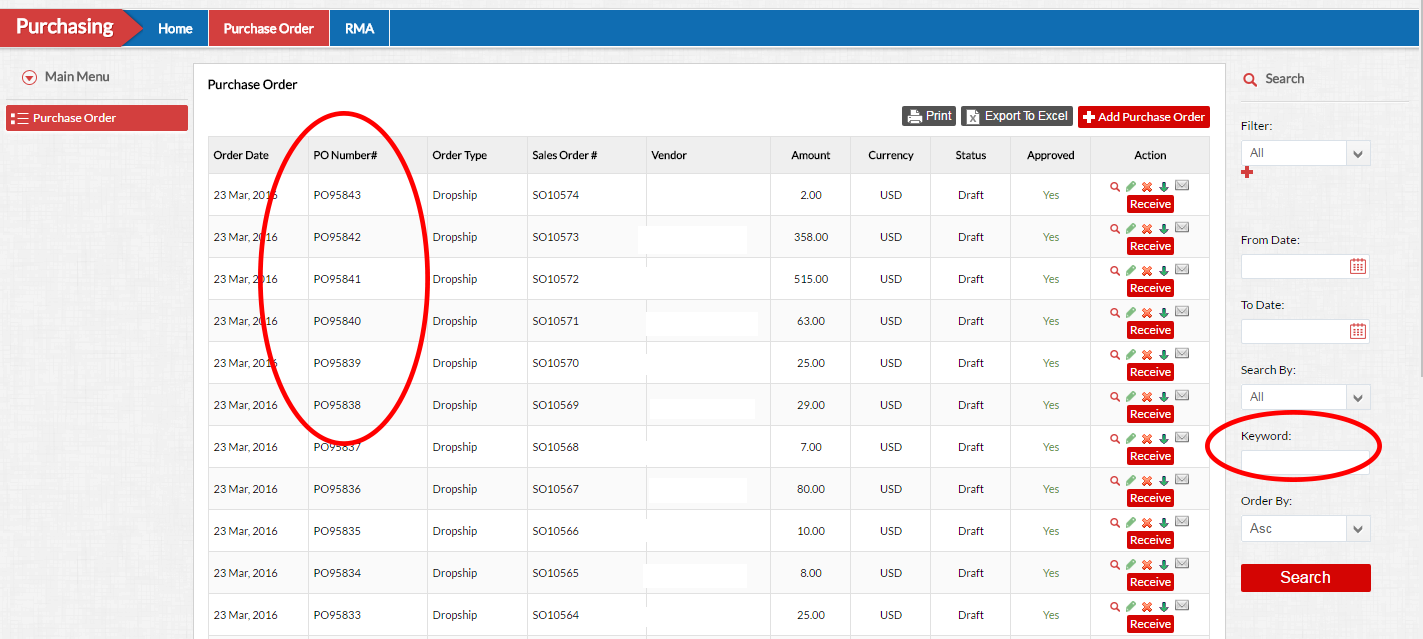 Purchasing Home Purchase Order RMA
Main Menu
Purchase Order
Purchase Order
Print Export To Excel Add Purchase Order
Order Date PO Number# Order Type Sales Order # Vendor Amount Currency Status Approved Action
23 Mar, 2016 PO95843 Dropship SO10574 2.00 USD Draft Yes Receive
23 Mar, 2016 PO95842 Dropship SO10573 358.00 USD Draft Yes Receive
23 Mar, 2016 PO95841 Dropship SO10572 515.00 USD Draft Yes Receive
23 Mar, 2016 PO95840 Dropship SO10571 63.00 USD Draft Yes Receive
23 Mar, 2016 PO95839 Dropship SO10570 25.00 USD Draft Yes Receive
23 Mar, 2016 PO95838 Dropship SO10569 29.00 USD Draft Yes Receive
23 Mar, 2016 PO95837 Dropship SO10568 7.00 USD Draft Yes Receive
23 Mar, 2016 PO95836 Dropship SO10567 80.00 USD Draft Yes Receive
23 Mar, 2016 PO95835 Dropship SO10566 10.00 USD Draft Yes Receive
23 Mar, 2016 PO95834 Dropship SO10565 8.00 USD Draft Yes Receive
23 Mar, 2016 PO95833 Dropship SO10564 25.00 USD Draft Yes Receive
Search
Filter:
All
From Date:
To Date:
Search By:
All
Keyword:
Order By:
Asc
Search